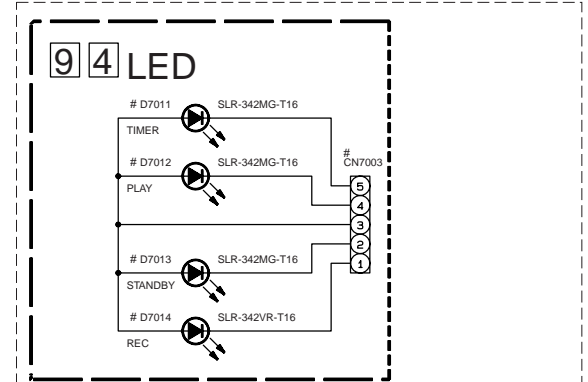 9 4 LED
# D7011 SLR-342MG-T16
TIMER
# D7012 SLR-342MG-T16
PLAY
#
CN7003
5
4
3
2
1
# D7013 SLR-342MG-T16
STANDBY
# D7014 SLR-342VR-T16
REC